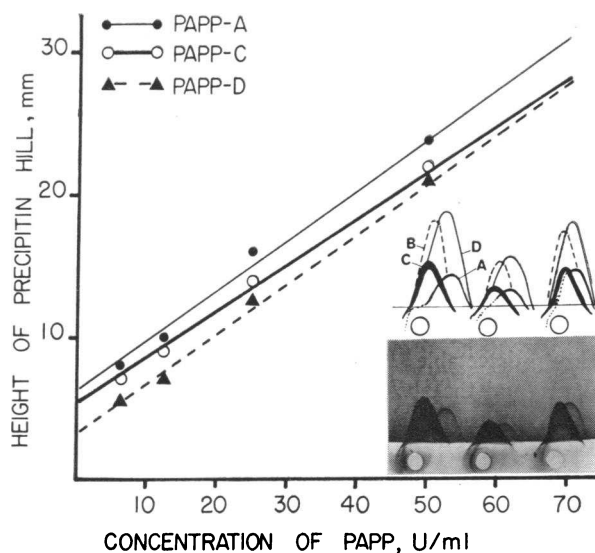 PAPP-A
PAPP-C
PAPP-D
30
20
10
HEIGHT OF PRECIPITIN HILL, mm
B
C
D
A
10 20 30 40 50 60 70
CONCENTRATION OF PAPP, U/ml